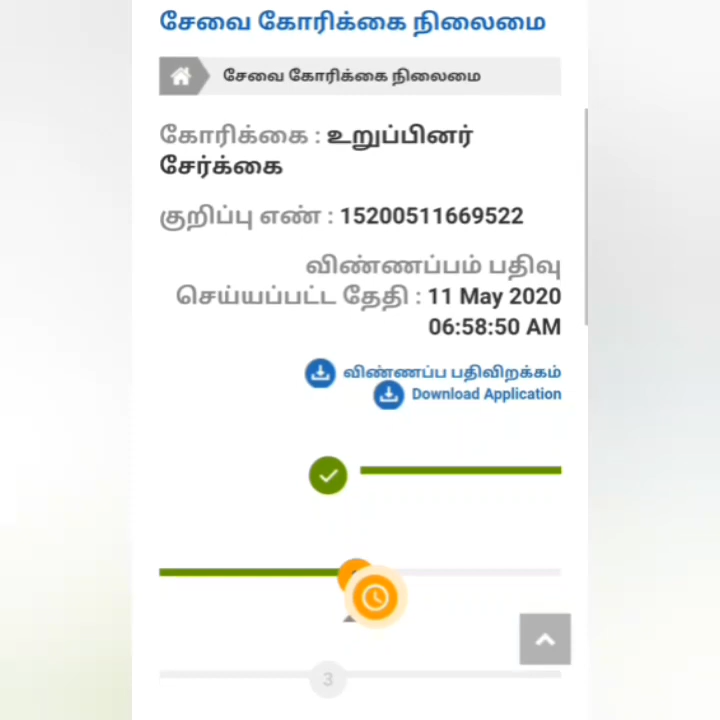 சேவை கோரிக்கை நிலைமை
சேவை கோரிக்கை நிலைமை
கோரிக்கை : உறுப்பினர்
சேர்க்கை
குறிப்பு எண் : 15200511669522
விண்ணப்பம் பதிவு
செய்யப்பட்ட தேதி : 11 May 2020
06:58:50 AM
விண்ணப்ப பதிவிறக்கம்
Download Application
3